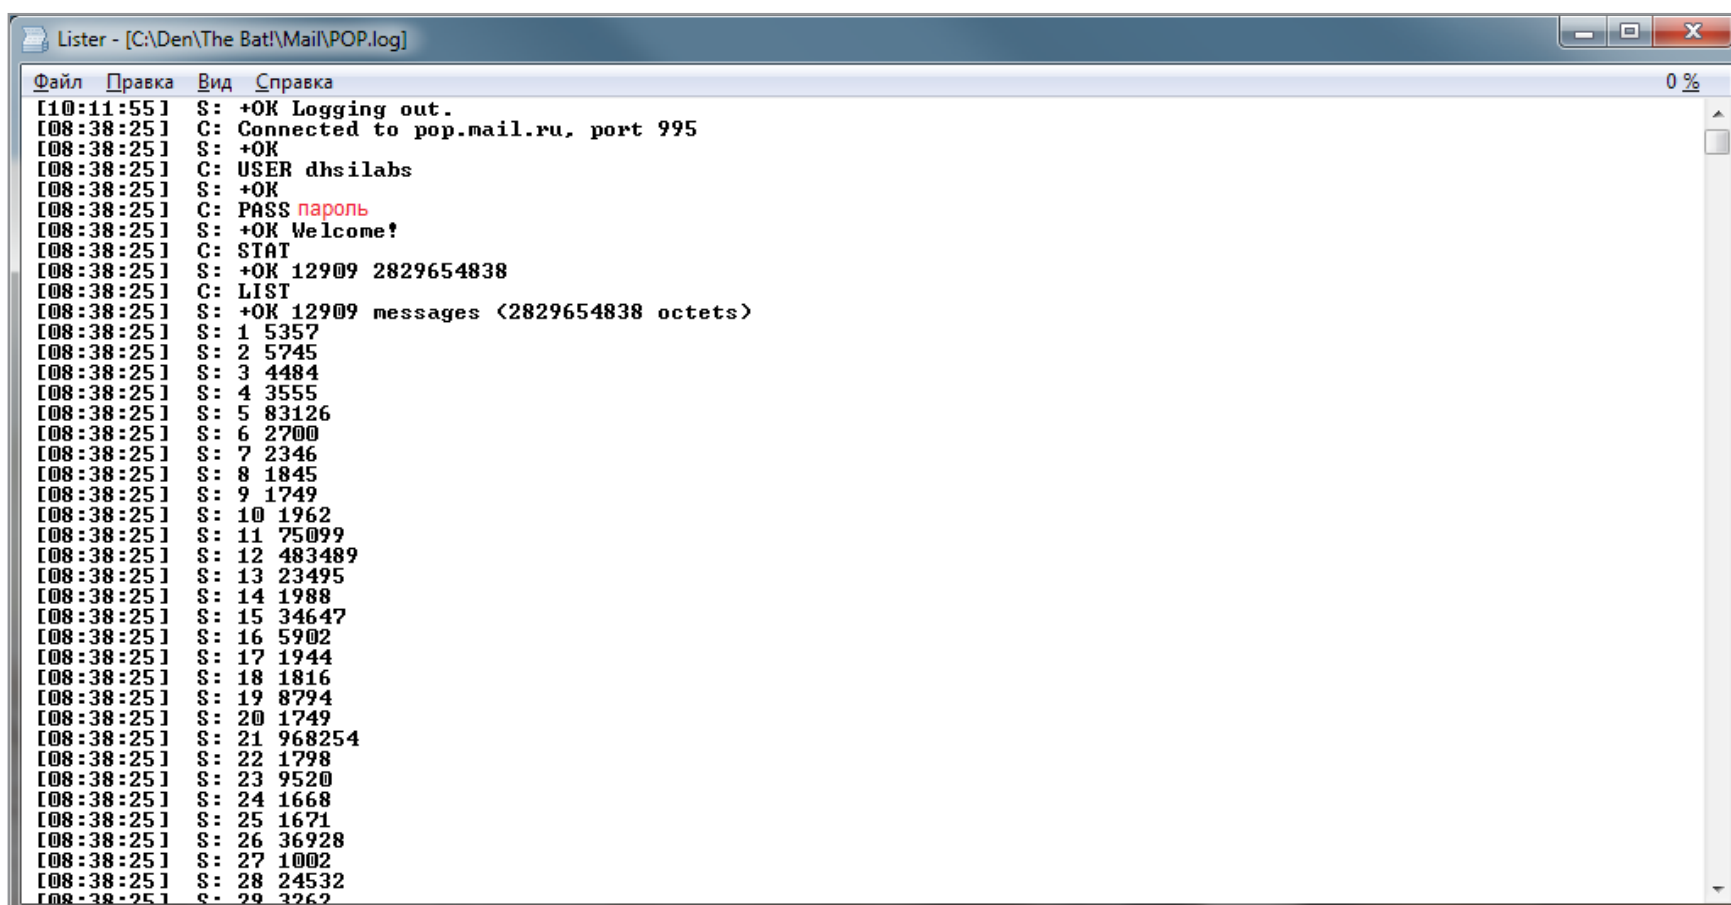 Lister - [C:\Den\The Bat!\Mail\POP.log]
Файл Правка Вид Справка 0 %
[10:11:55] S: +OK Logging out.
[08:38:25] C: Connected to pop.mail.ru, port 995
[08:38:25] S: +OK
[08:38:25] C: USER dhsilabs
[08:38:25] S: +OK
[08:38:25] C: PASS пароль
[08:38:25] S: +OK Welcome!
[08:38:25] C: STAT
[08:38:25] S: +OK 12909 2829654838
[08:38:25] C: LIST
[08:38:25] S: +OK 12909 messages (2829654838 octets)
[08:38:25] S: 1 5357
[08:38:25] S: 2 5745
[08:38:25] S: 3 4484
[08:38:25] S: 4 3555
[08:38:25] S: 5 83126
[08:38:25] S: 6 2700
[08:38:25] S: 7 2346
[08:38:25] S: 8 1845
[08:38:25] S: 9 1749
[08:38:25] S: 10 1962
[08:38:25] S: 11 75099
[08:38:25] S: 12 483489
[08:38:25] S: 13 23495
[08:38:25] S: 14 1988
[08:38:25] S: 15 34647
[08:38:25] S: 16 5902
[08:38:25] S: 17 1944
[08:38:25] S: 18 1816
[08:38:25] S: 19 8794
[08:38:25] S: 20 1749
[08:38:25] S: 21 968254
[08:38:25] S: 22 1798
[08:38:25] S: 23 9520
[08:38:25] S: 24 1668
[08:38:25] S: 25 1671
[08:38:25] S: 26 36928
[08:38:25] S: 27 1002
[08:38:25] S: 28 24532
[08:38:25] S: 29 3262